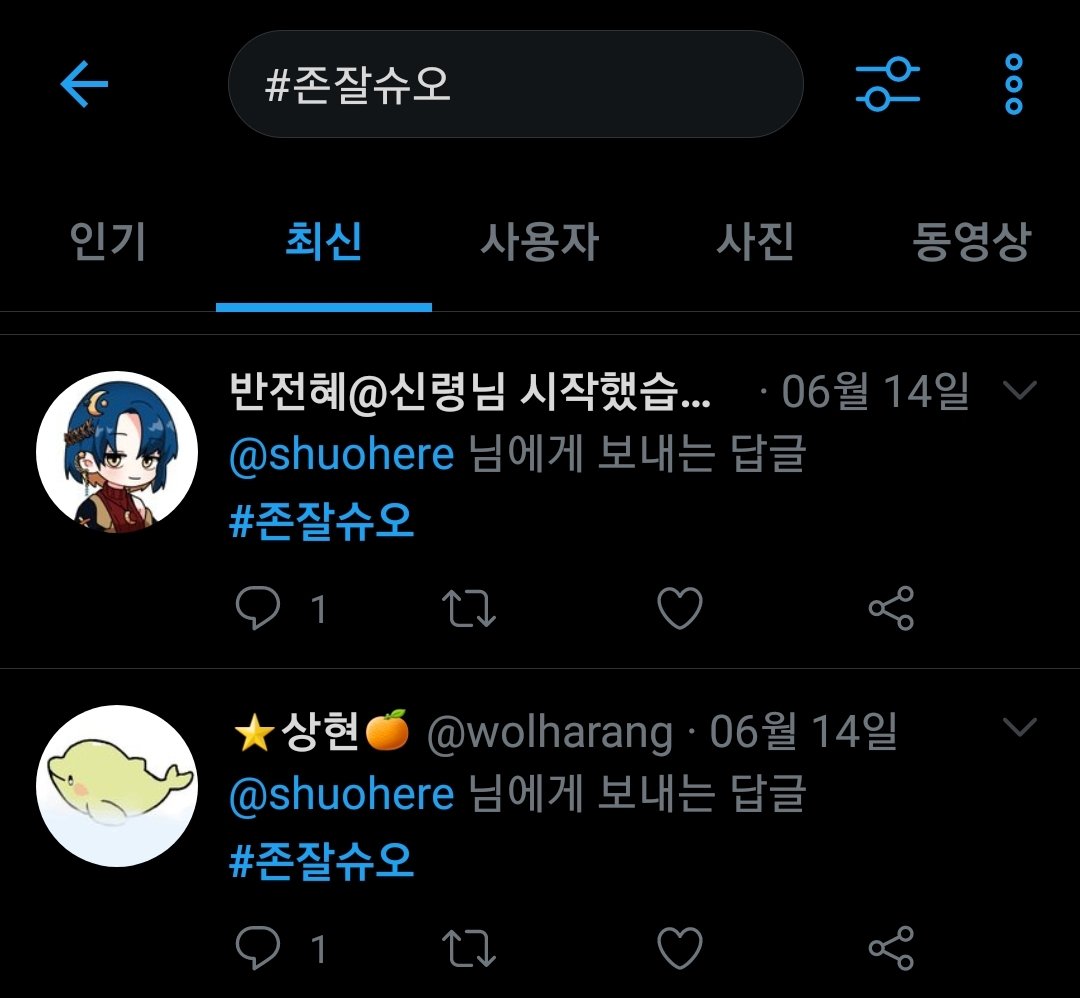 #존잘슈오
인기 최신 사용자 사진 동영상
반전혜@신령님 시작했습... · 06월 14일
@shuohere 님에게 보내는 답글
#존잘슈오
1
⭐상현🍊 @wolharang · 06월 14일
@shuohere 님에게 보내는 답글
#존잘슈오
1